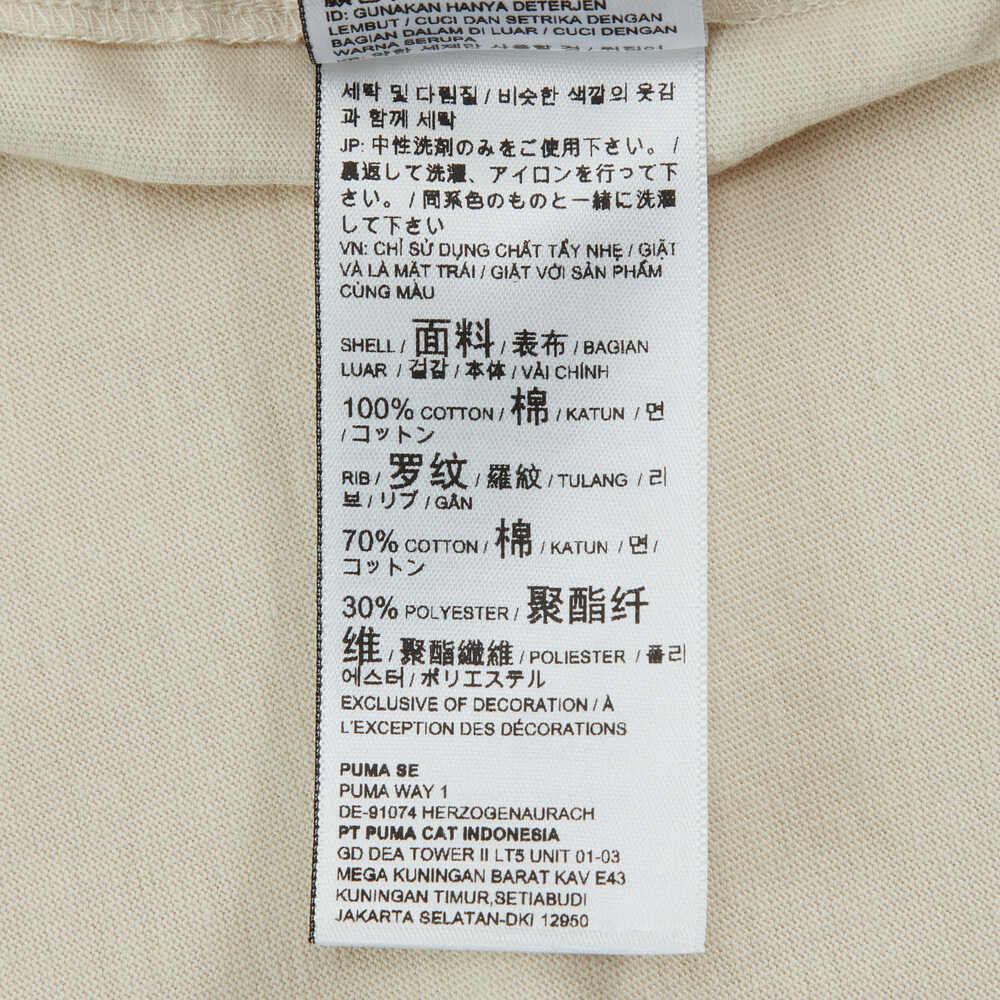 ID: GUNAKAN HANYA DETERJEN
LEMBUT / CUCI DAN SETRIKA DENGAN
BAGIAN DALAM DI LUAR / CUCI DENGAN
WARNA SERUPA
세탁 및 다림질 / 비슷한 색깔의 옷감
과 함께 세탁
JP: 中性洗剤のみをご使用下さい。 /
裏返して洗濯、アイロンを行って下
さい。 / 同系色のものと一緒に洗濯
して下さい
VN: CHỈ SỬ DỤNG CHẤT TẨY NHẸ / GIẶT
VÀ LÀ MẶT TRÁI / GIẶT VỚI SẢN PHẨM
CÙNG MÀU
SHELL / 面料 / 表布 / BAGIAN
LUAR / 겉감 / 本体 / VẢI CHÍNH
100% COTTON / 棉 / KATUN / 면
/ コットン
RIB / 罗纹 / 羅紋 / TULANG / 리
브 / リブ / GÂN
70% COTTON / 棉 / KATUN / 면 /
コットン
30% POLYESTER / 聚酯纤
维 / 聚酯纖維 / POLIESTER / 폴리
에스터 / ポリエステル
EXCLUSIVE OF DECORATION / À
L'EXCEPTION DES DÉCORATIONS
PUMA SE
PUMA WAY 1
DE-91074 HERZOGENAURACH
PT PUMA CAT INDONESIA
GD DEA TOWER II LT5 UNIT 01-03
MEGA KUNINGAN BARAT KAV E43
KUNINGAN TIMUR,SETIABUDI
JAKARTA SELATAN-DKI 12950